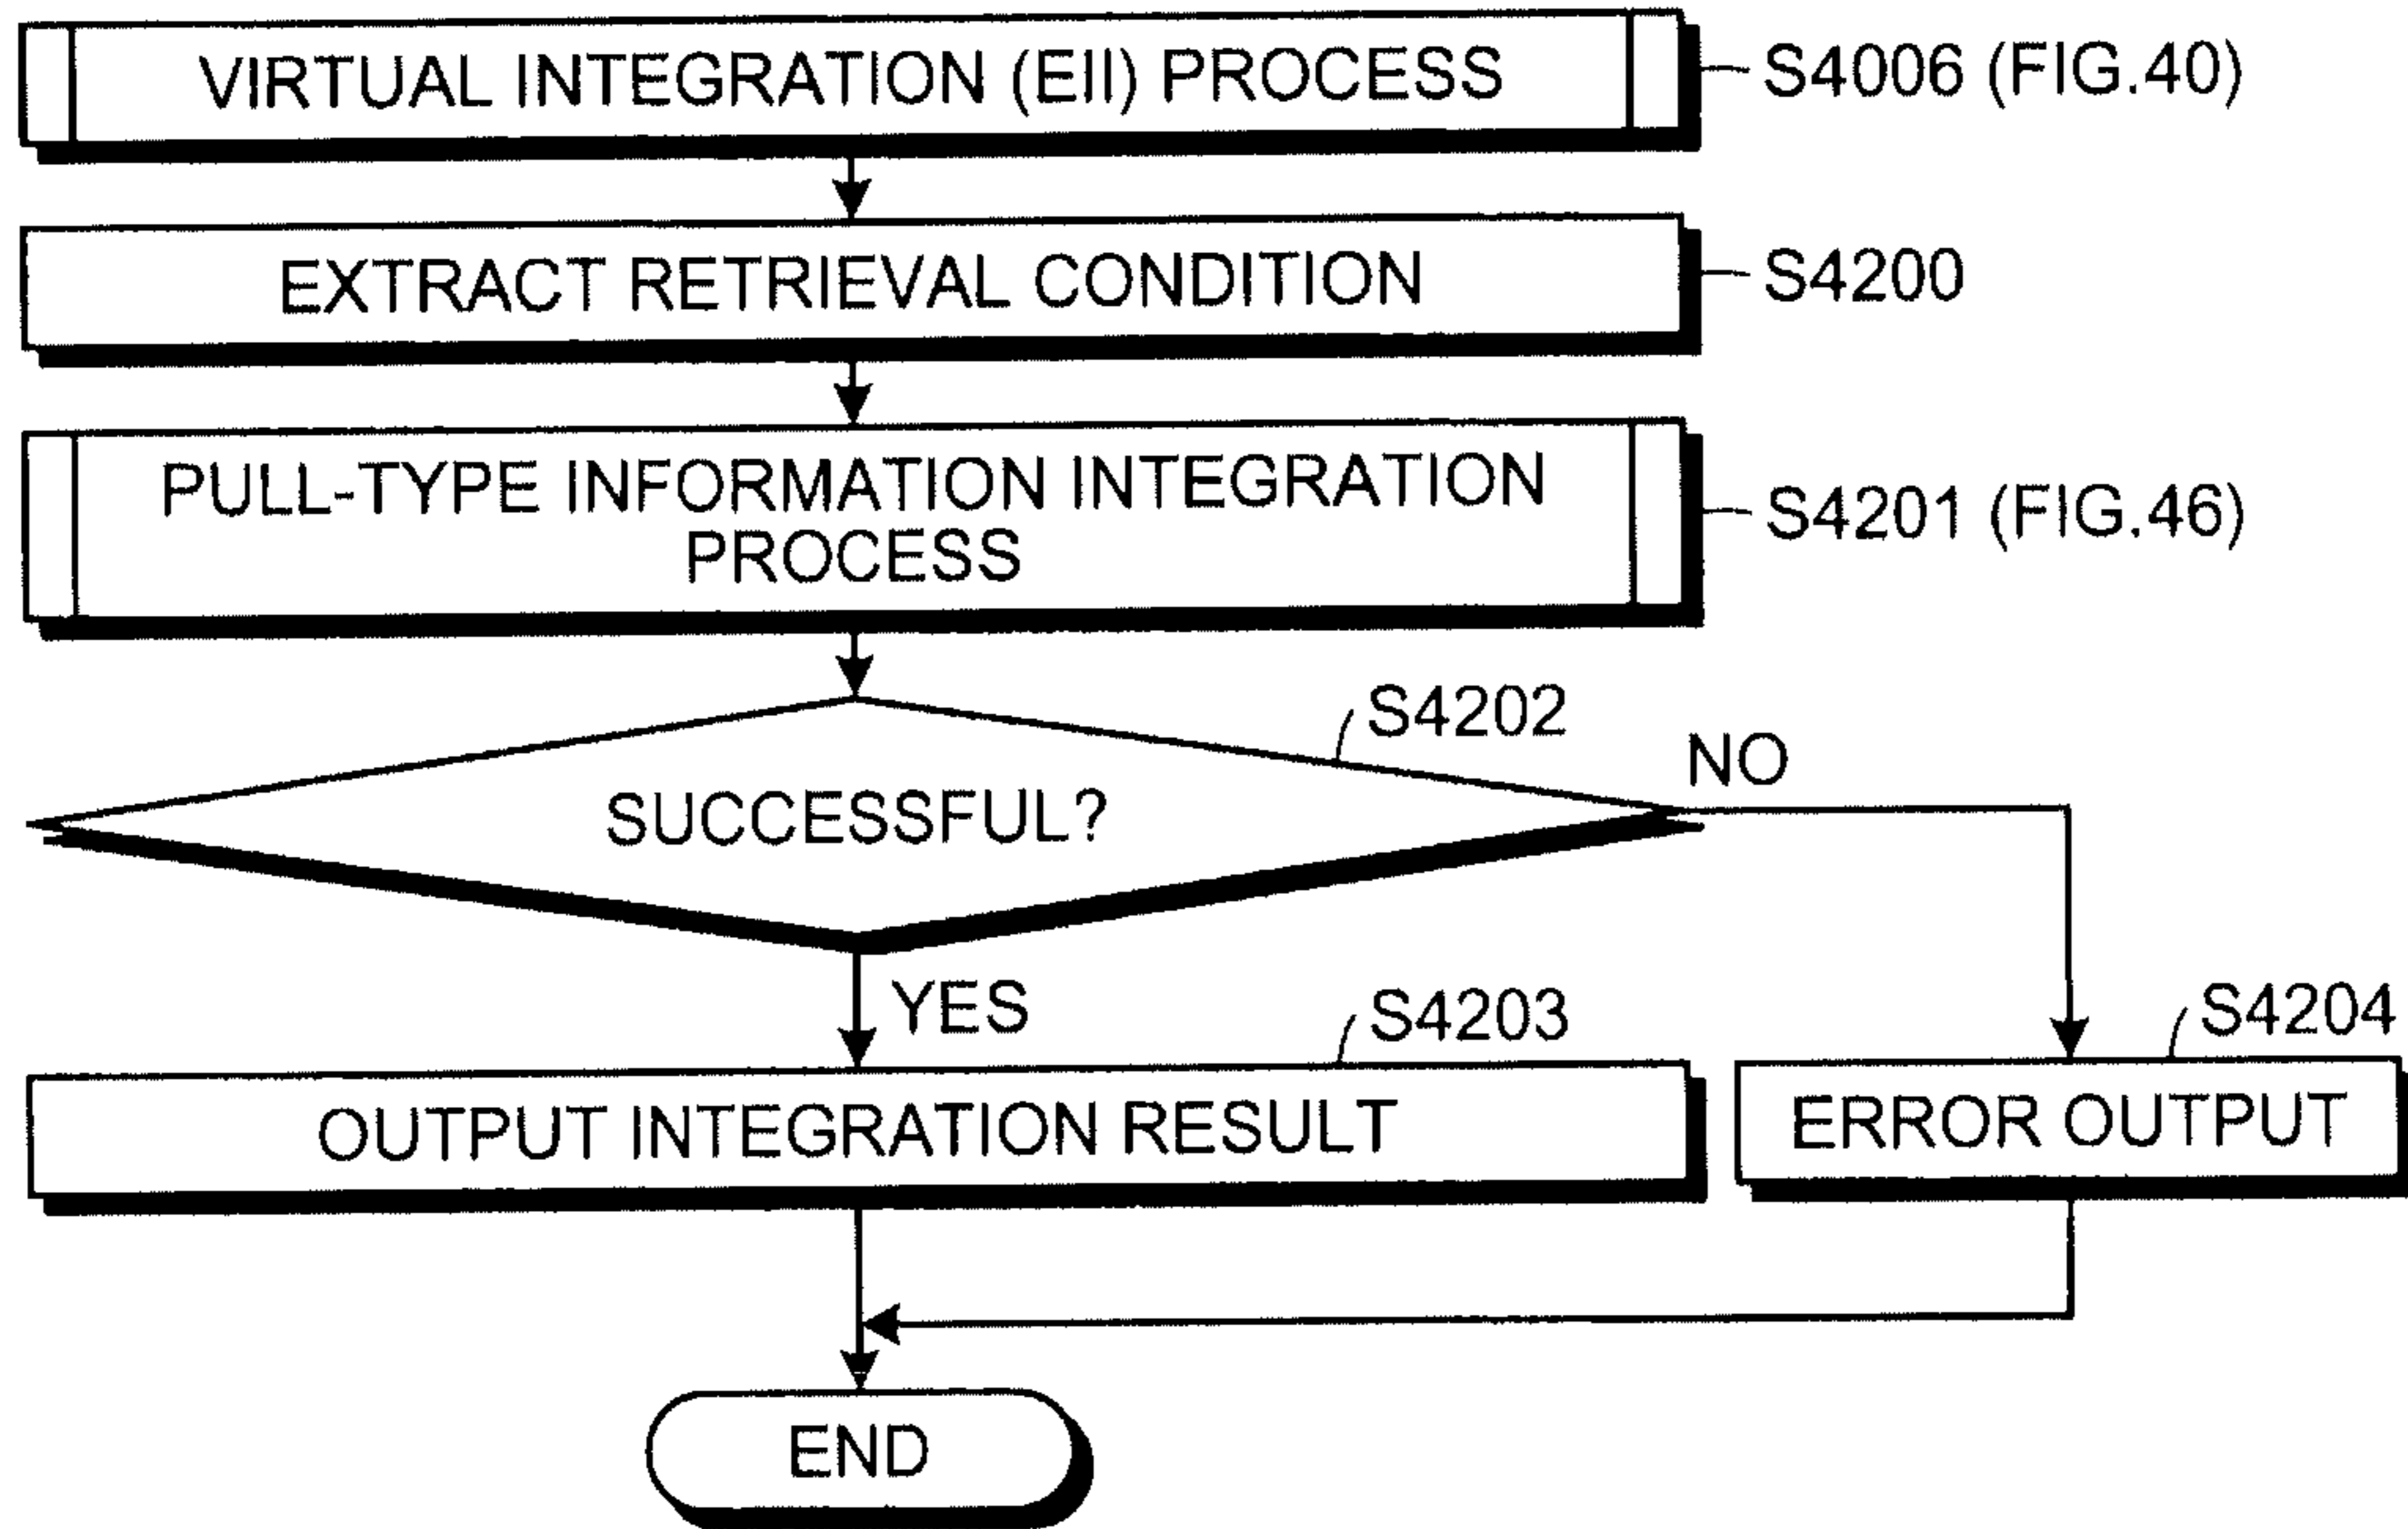 VIRTUAL INTEGRATION (EII) PROCESS
S4006 (FIG.40)
EXTRACT RETRIEVAL CONDITION
S4200
PULL-TYPE INFORMATION INTEGRATION
PROCESS
S4201 (FIG.46)
S4202
NO
SUCCESSFUL?
YES
S4203
S4204
OUTPUT INTEGRATION RESULT
ERROR OUTPUT
END